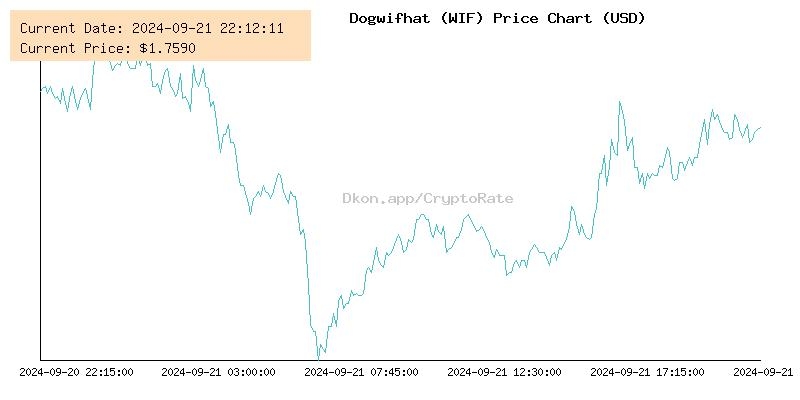 Dogwifhat (WIF) Price Chart (USD)
Current Date: 2024-09-21 22:12:11
Current Price: $1.7590
Dkon.app/CryptoRate
2024-09-20 22:15:00 2024-09-21 03:00:00 2024-09-21 07:45:00 2024-09-21 12:30:00 2024-09-21 17:15:00 2024-09-21